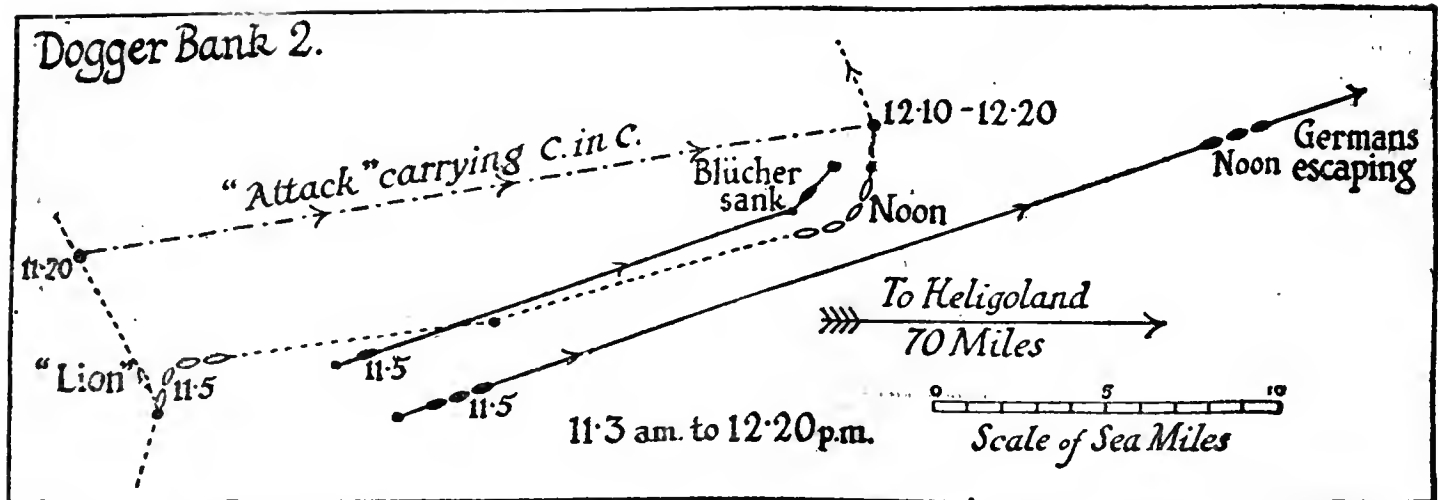 Dogger Bank 2.
"Attack" carrying C. in C.
12·10 - 12·20
Blücher
sank
Noon
Noon
Germans
escaping
11·20
"Lion"
11·5
11·5
11·5
To Heligoland
70 Miles
11·3 am. to 12·20 p.m.
0 5 10
Scale of Sea Miles